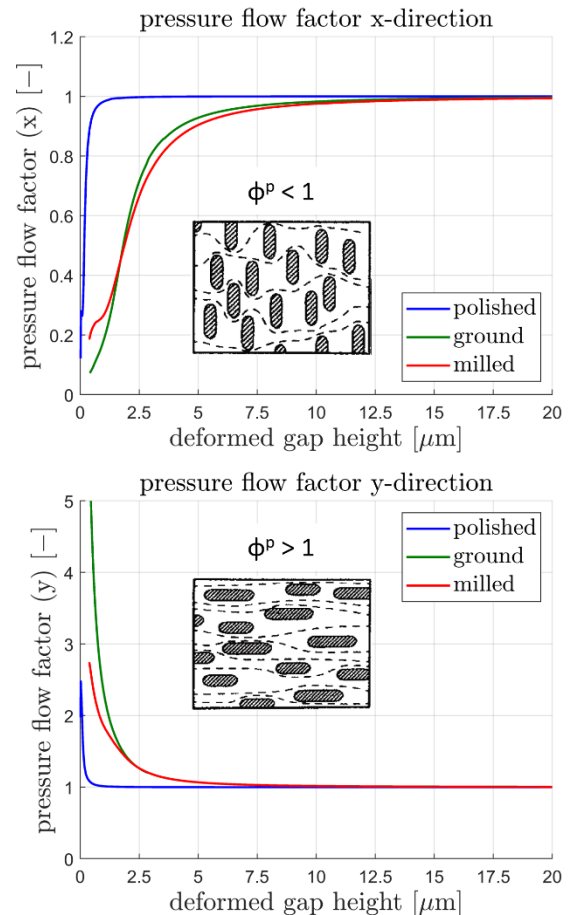 pressure flow factor x-direction
pressure flow factor (x) [−]
1.2
1
0.8
0.6
0.4
0.2
0
ϕᵖ < 1
polished
ground
milled
0 2.5 5 7.5 10 12.5 15 17.5 20
deformed gap height [μm]
pressure flow factor y-direction
pressure flow factor (y) [−]
5
4
3
2
1
0
ϕᵖ > 1
polished
ground
milled
0 2.5 5 7.5 10 12.5 15 17.5 20
deformed gap height [μm]